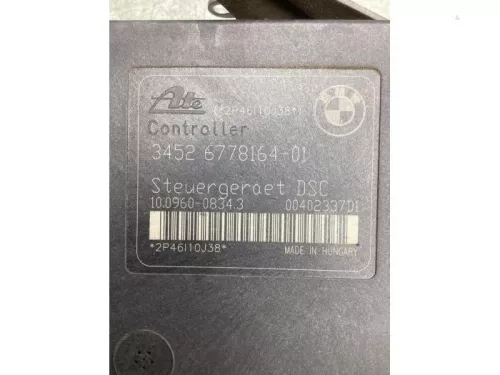 Ate *2P46I10J38*
Controller
3452 6778164-01
Steuergeraet DSC
10.0960-0834.3 00402337D1
*2P46I10J38*
MADE IN HUNGARY